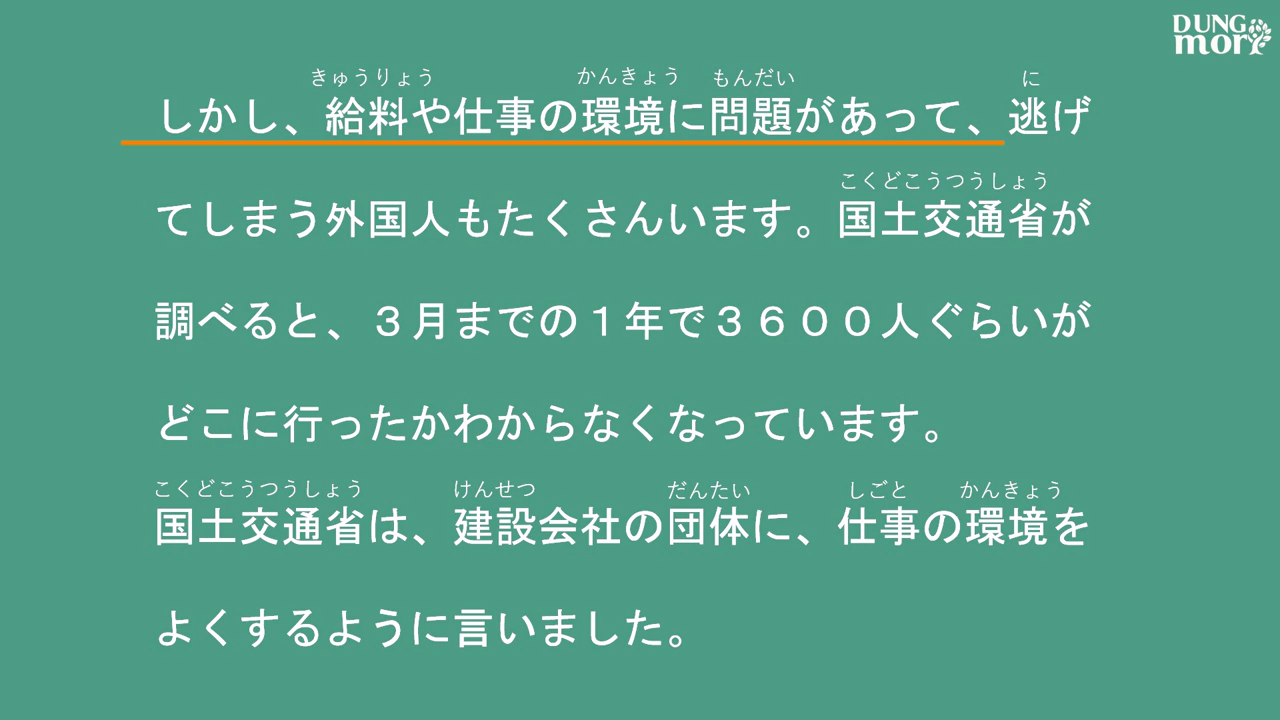 DUNG
mori
きゅうりょう かんきょう もんだい に
しかし、給料や仕事の環境に問題があって、逃げ
こくどこうつうしょう
てしまう外国人もたくさんいます。国土交通省が
調べると、３月までの１年で３６００人ぐらいが
どこに行ったかわからなくなっています。
こくどこうつうしょう けんせつ だんたい しごと かんきょう
国土交通省は、建設会社の団体に、仕事の環境を
よくするように言いました。